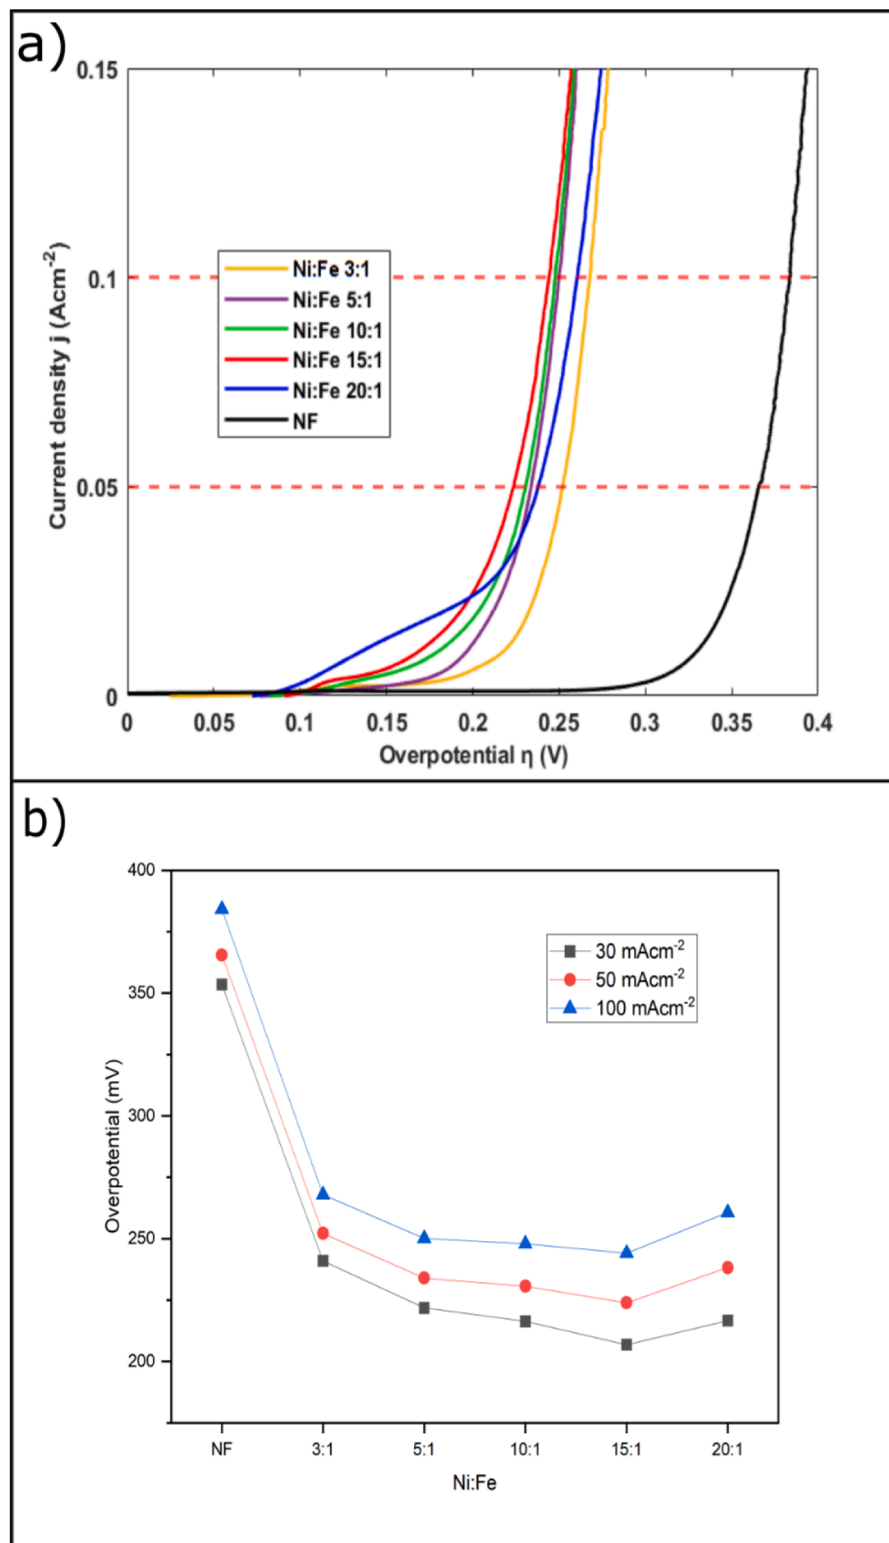 a)
0.15
0.1
0.05
0
Current density j (Acm⁻²)
Ni:Fe 3:1
Ni:Fe 5:1
Ni:Fe 10:1
Ni:Fe 15:1
Ni:Fe 20:1
NF
0 0.05 0.1 0.15 0.2 0.25 0.3 0.35 0.4
Overpotential η (V)
b)
400
350
300
250
200
Overpotential (mV)
30 mAcm⁻²
50 mAcm⁻²
100 mAcm⁻²
NF 3:1 5:1 10:1 15:1 20:1
Ni:Fe